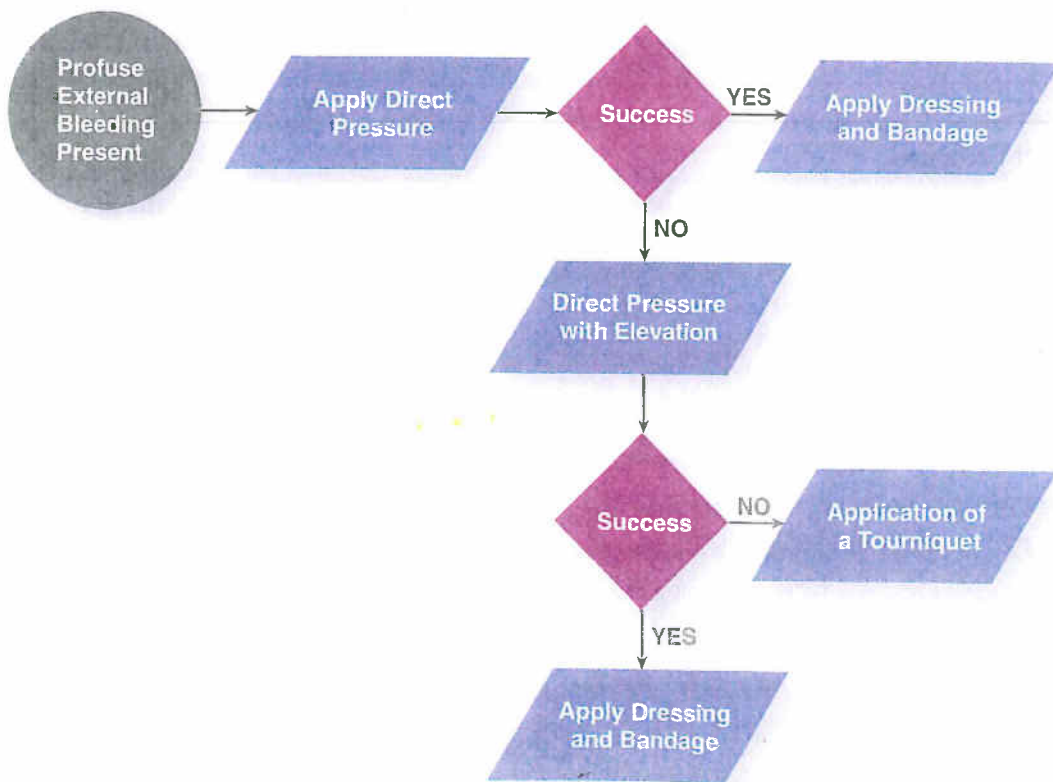 Profuse
External
Bleeding
Present
Apply Direct
Pressure
Success
YES
Apply Dressing
and Bandage
NO
Direct Pressure
with Elevation
Success
NO
Application of
a Tourniquet
YES
Apply Dressing
and Bandage